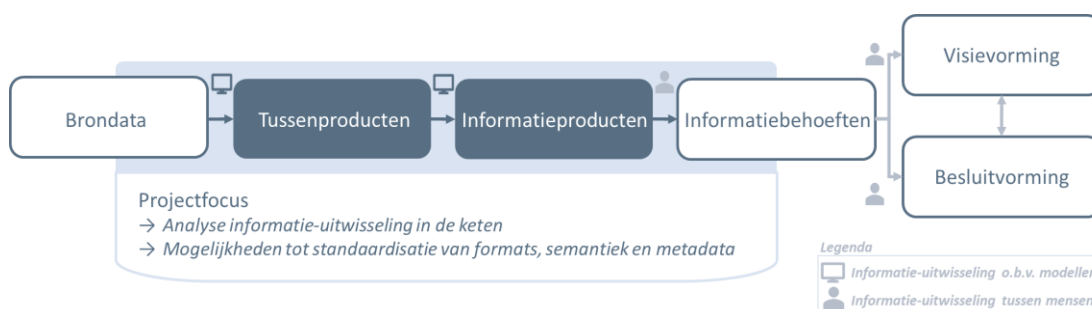 Visievorming
Brondata
Tussenproducten
Informatieproducten
Informatiebehoeften
Besluitvorming
Projectfocus
→ Analyse informatie-uitwisseling in de keten
→ Mogelijkheden tot standaardisatie van formats, semantiek en metadata
Legenda
Informatie-uitwisseling o.b.v. modellen
Informatie-uitwisseling tussen mensen